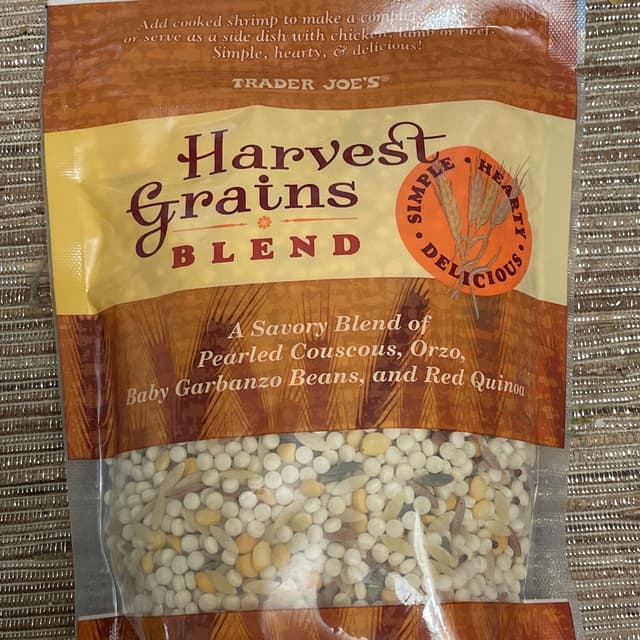 Add cooked shrimp to make a
or serve as a side dish with chicken, lamb or beef.
Simple, hearty, & delicious!
TRADER JOE'S®
Harvest
Grains
BLEND
• SIMPLE • HEARTY •
DELICIOUS
A Savory Blend of
Pearled Couscous, Orzo,
Baby Garbanzo Beans, and Red Quinoa